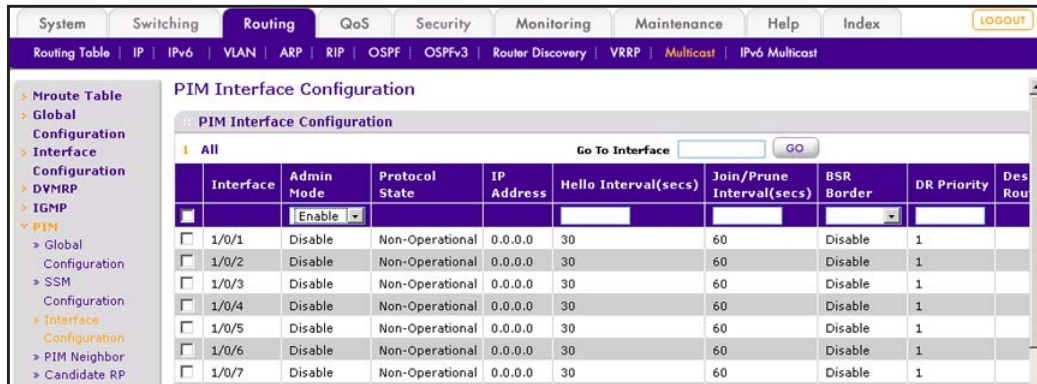 System Switching Routing QoS Security Monitoring Maintenance Help Index LOGOUT
Routing Table | IP | IPv6 | VLAN | ARP | RIP | OSPF | OSPFv3 | Router Discovery | VRRP | Multicast | IPv6 Multicast
Mroute Table
Global
Configuration
Interface
Configuration
DVMRP
IGMP
PIM
» Global
Configuration
» SSM
Configuration
» Interface
Configuration
» PIM Neighbor
» Candidate RP
PIM Interface Configuration
PIM Interface Configuration
1 All Go To Interface GO
Interface Admin Mode Protocol State IP Address Hello Interval(secs) Join/Prune Interval(secs) BSR Border DR Priority Des Rou
Enable
1/0/1 Disable Non-Operational 0.0.0.0 30 60 Disable 1
1/0/2 Disable Non-Operational 0.0.0.0 30 60 Disable 1
1/0/3 Disable Non-Operational 0.0.0.0 30 60 Disable 1
1/0/4 Disable Non-Operational 0.0.0.0 30 60 Disable 1
1/0/5 Disable Non-Operational 0.0.0.0 30 60 Disable 1
1/0/6 Disable Non-Operational 0.0.0.0 30 60 Disable 1
1/0/7 Disable Non-Operational 0.0.0.0 30 60 Disable 1